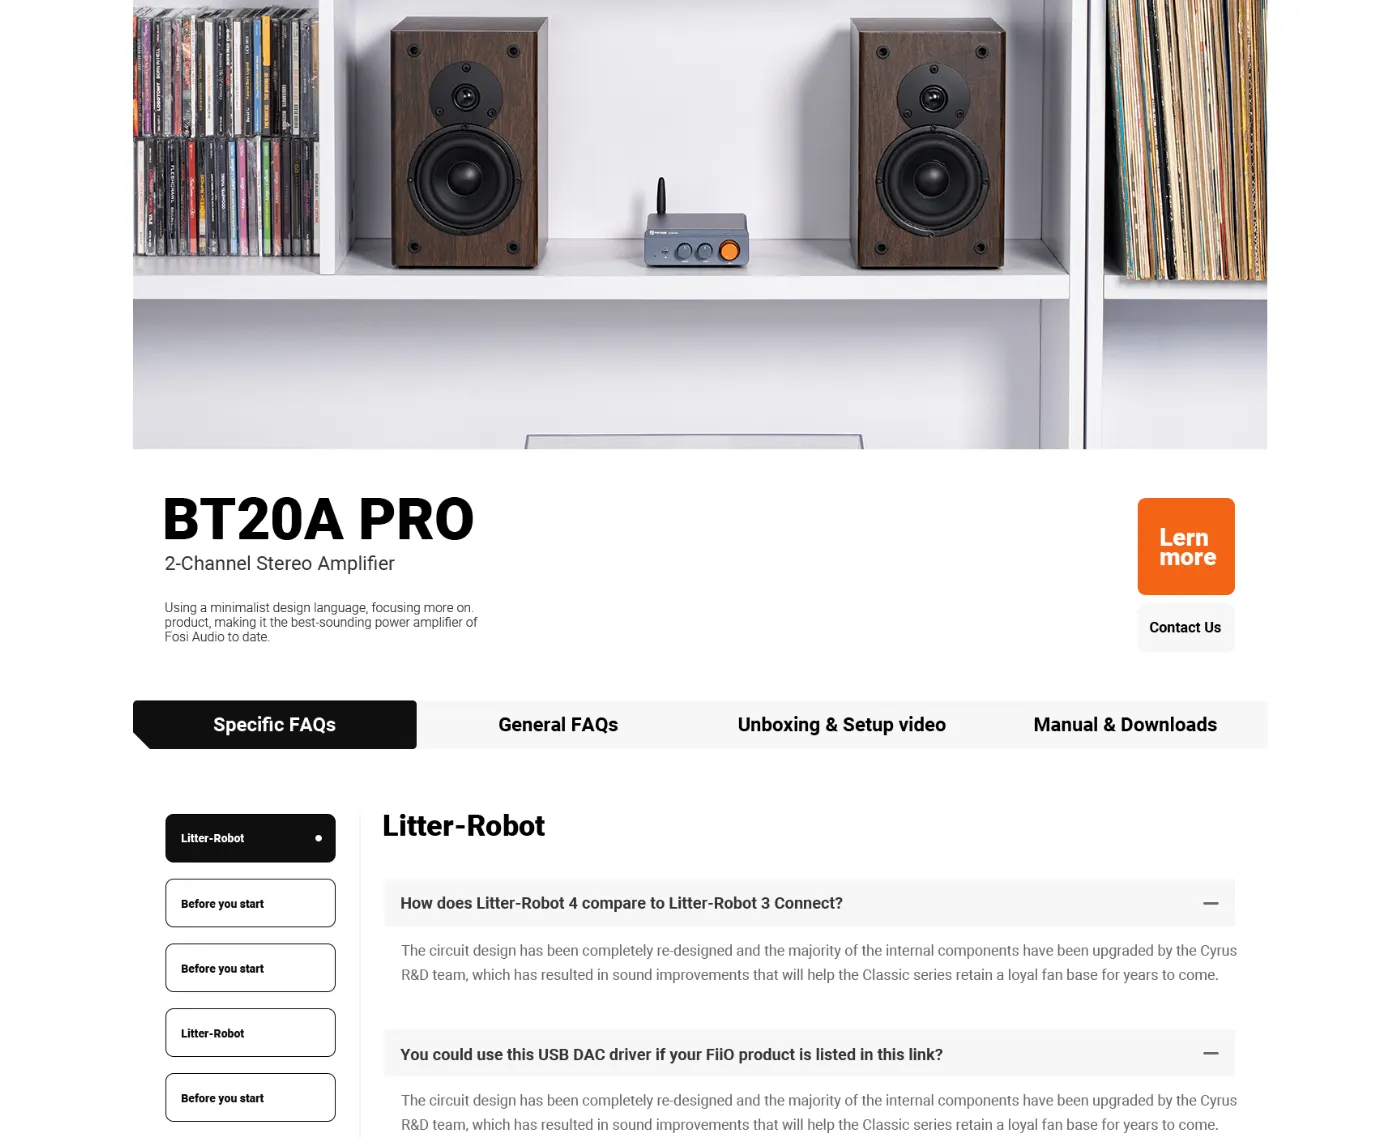 BT20A PRO
2-Channel Stereo Amplifier
Using a minimalist design language, focusing more on.
product, making it the best-sounding power amplifier of
Fosi Audio to date.
Lern
more
Contact Us
Specific FAQs
General FAQs
Unboxing & Setup video
Manual & Downloads
Litter-Robot
Before you start
Before you start
Litter-Robot
Before you start
Litter-Robot
How does Litter-Robot 4 compare to Litter-Robot 3 Connect?
The circuit design has been completely re-designed and the majority of the internal components have been upgraded by the Cyrus
R&D team, which has resulted in sound improvements that will help the Classic series retain a loyal fan base for years to come.
You could use this USB DAC driver if your FiiO product is listed in this link?
The circuit design has been completely re-designed and the majority of the internal components have been upgraded by the Cyrus
R&D team, which has resulted in sound improvements that will help the Classic series retain a loyal fan base for years to come.